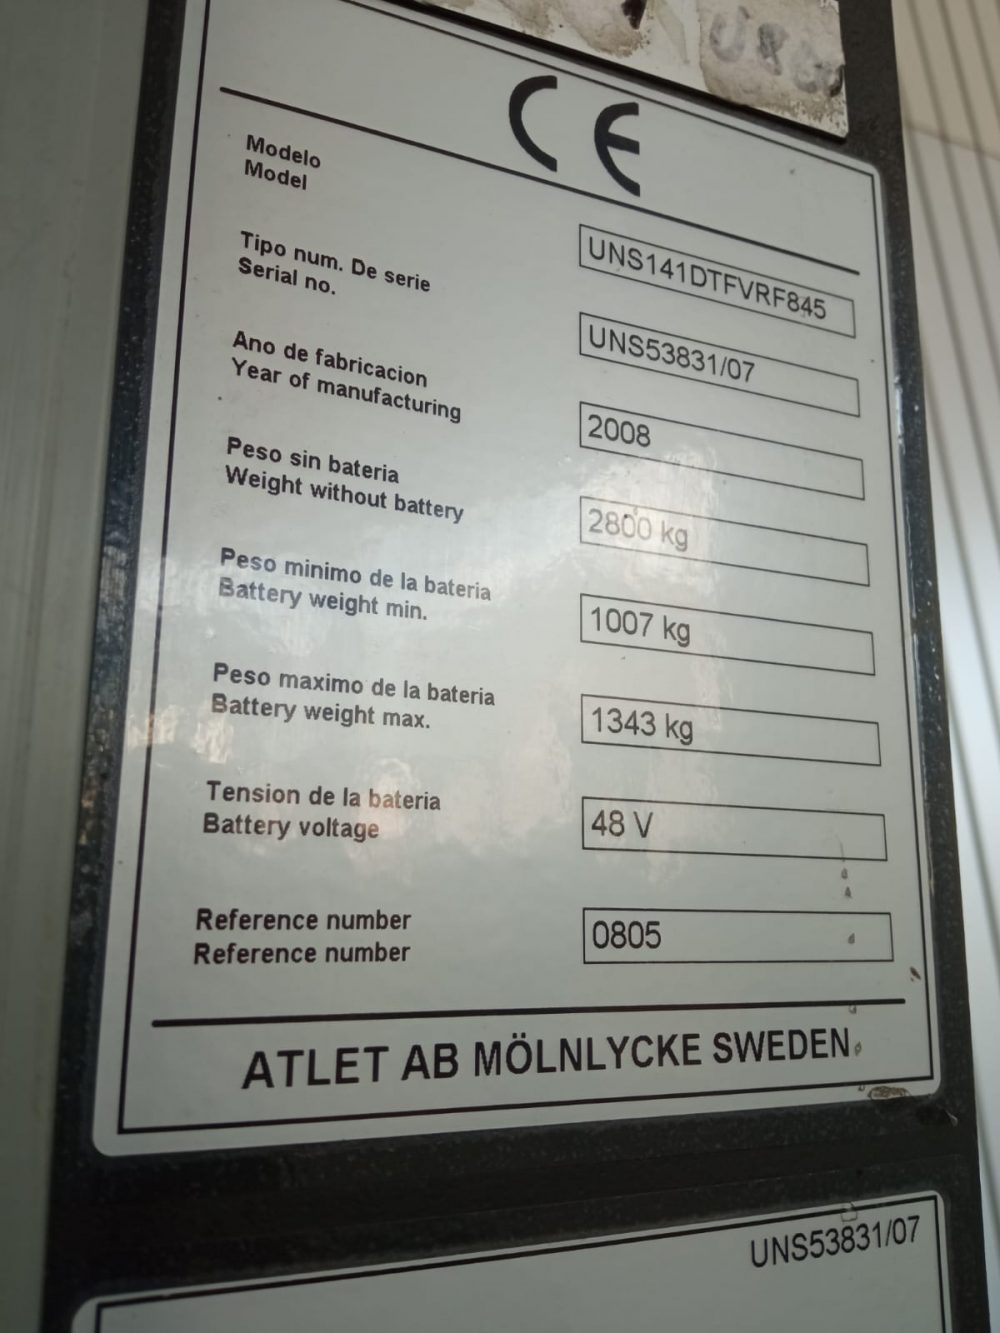 CE
Modelo
Model
UNS141DTFVRF845
Tipo num. De serie
Serial no.
UNS53831/07
Ano de fabricacion
Year of manufacturing
2008
Peso sin bateria
Weight without battery
2800 kg
Peso minimo de la bateria
Battery weight min.
1007 kg
Peso maximo de la bateria
Battery weight max.
1343 kg
Tension de la bateria
Battery voltage
48 V
Reference number
Reference number
0805
ATLET AB MÖLNLYCKE SWEDEN
UNS53831/07